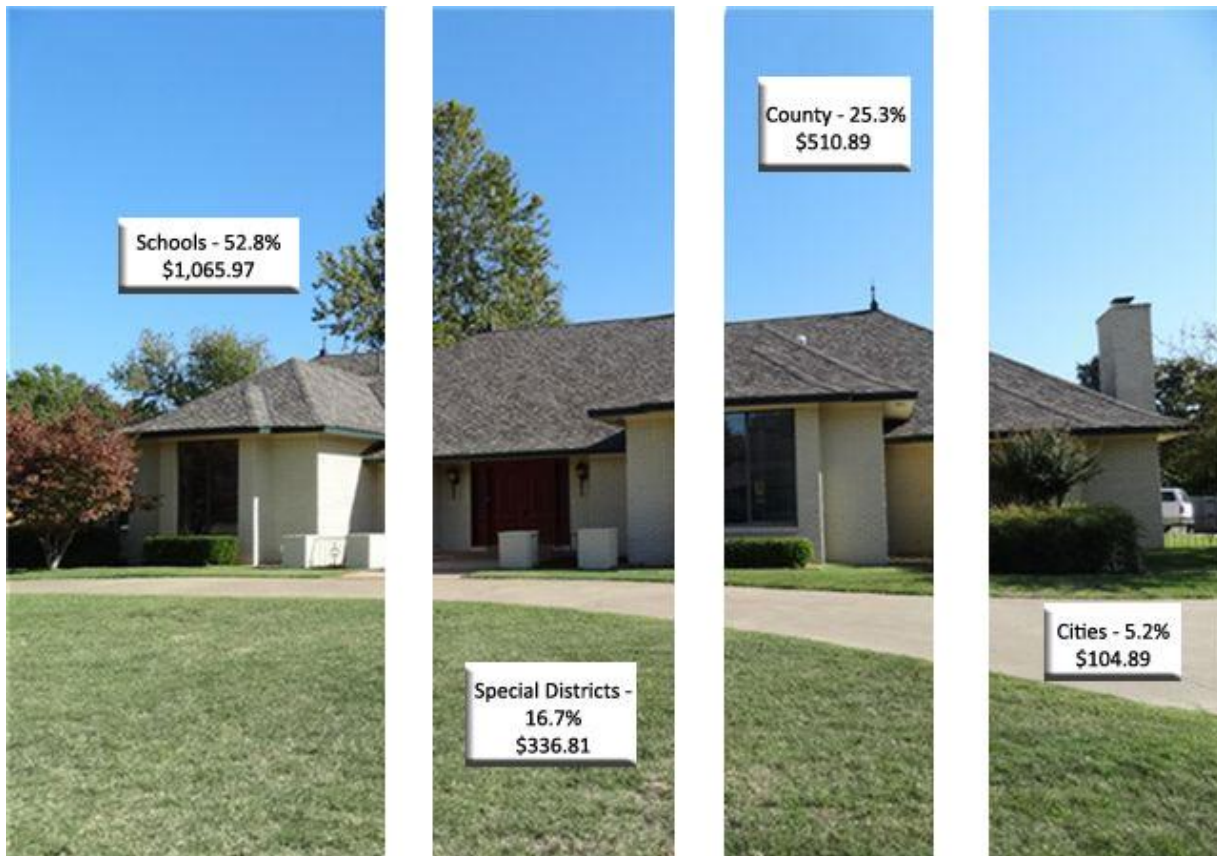 Schools - 52.8%
$1,065.97
Special Districts -
16.7%
$336.81
County - 25.3%
$510.89
Cities - 5.2%
$104.89